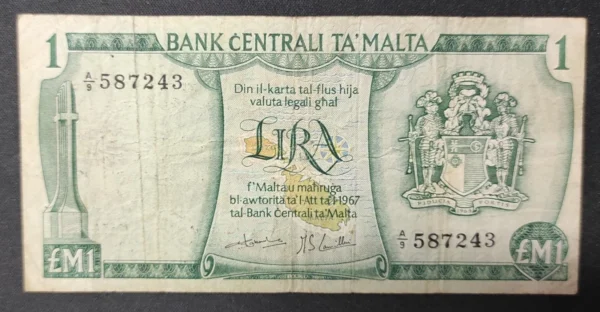 1 BANK ĊENTRALI TA' MALTA 1
A/9 587243
Din il-karta tal-flus hija
valuta legali għal
LIRA
f'Malta u maħruġa
bl-awtorità ta' l-Att ta' l-1967
tal-Bank Ċentrali ta' Malta
A/9 587243
£M1
£M1